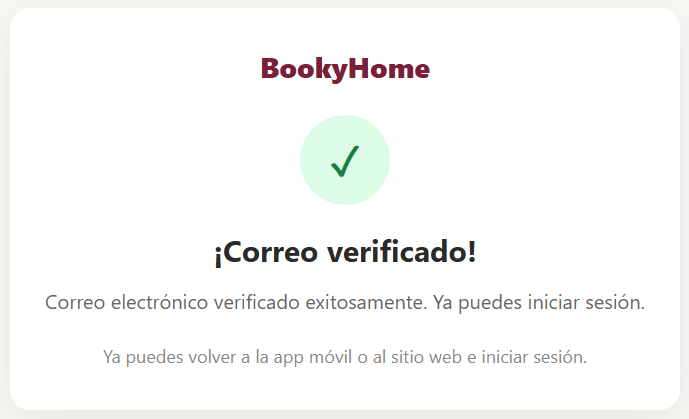 BookyHome
✓
¡Correo verificado!
Correo electrónico verificado exitosamente. Ya puedes iniciar sesión.
Ya puedes volver a la app móvil o al sitio web e iniciar sesión.